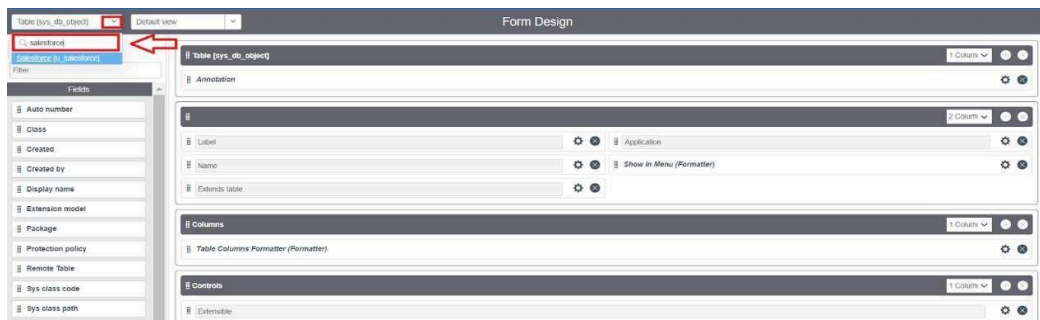 Table [sys_db_object]
Default view
Form Design
salesforce
Salesforce [u_salesforce]
Filter
Fields
Auto number
Class
Created
Created by
Display name
Extension model
Package
Protection policy
Remote Table
Sys class code
Sys class path
Table [sys_db_object]
1 Column
Annotation
2 Column
Label
Application
Name
Show in Menu (Formatter)
Extends table
Columns
1 Column
Table Columns Formatter (Formatter)
Controls
1 Column
Extensible